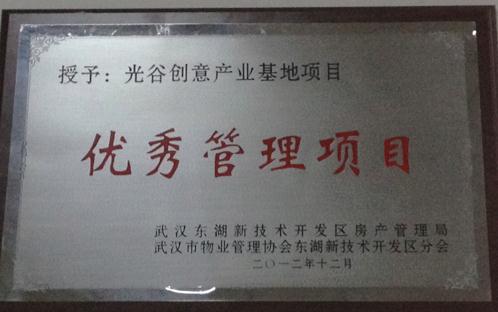 授予：光谷创意产业基地项目
优秀管理项目
武汉东湖新技术开发区房产管理局
武汉市物业管理协会东湖新技术开发区分会
二〇一二年十二月